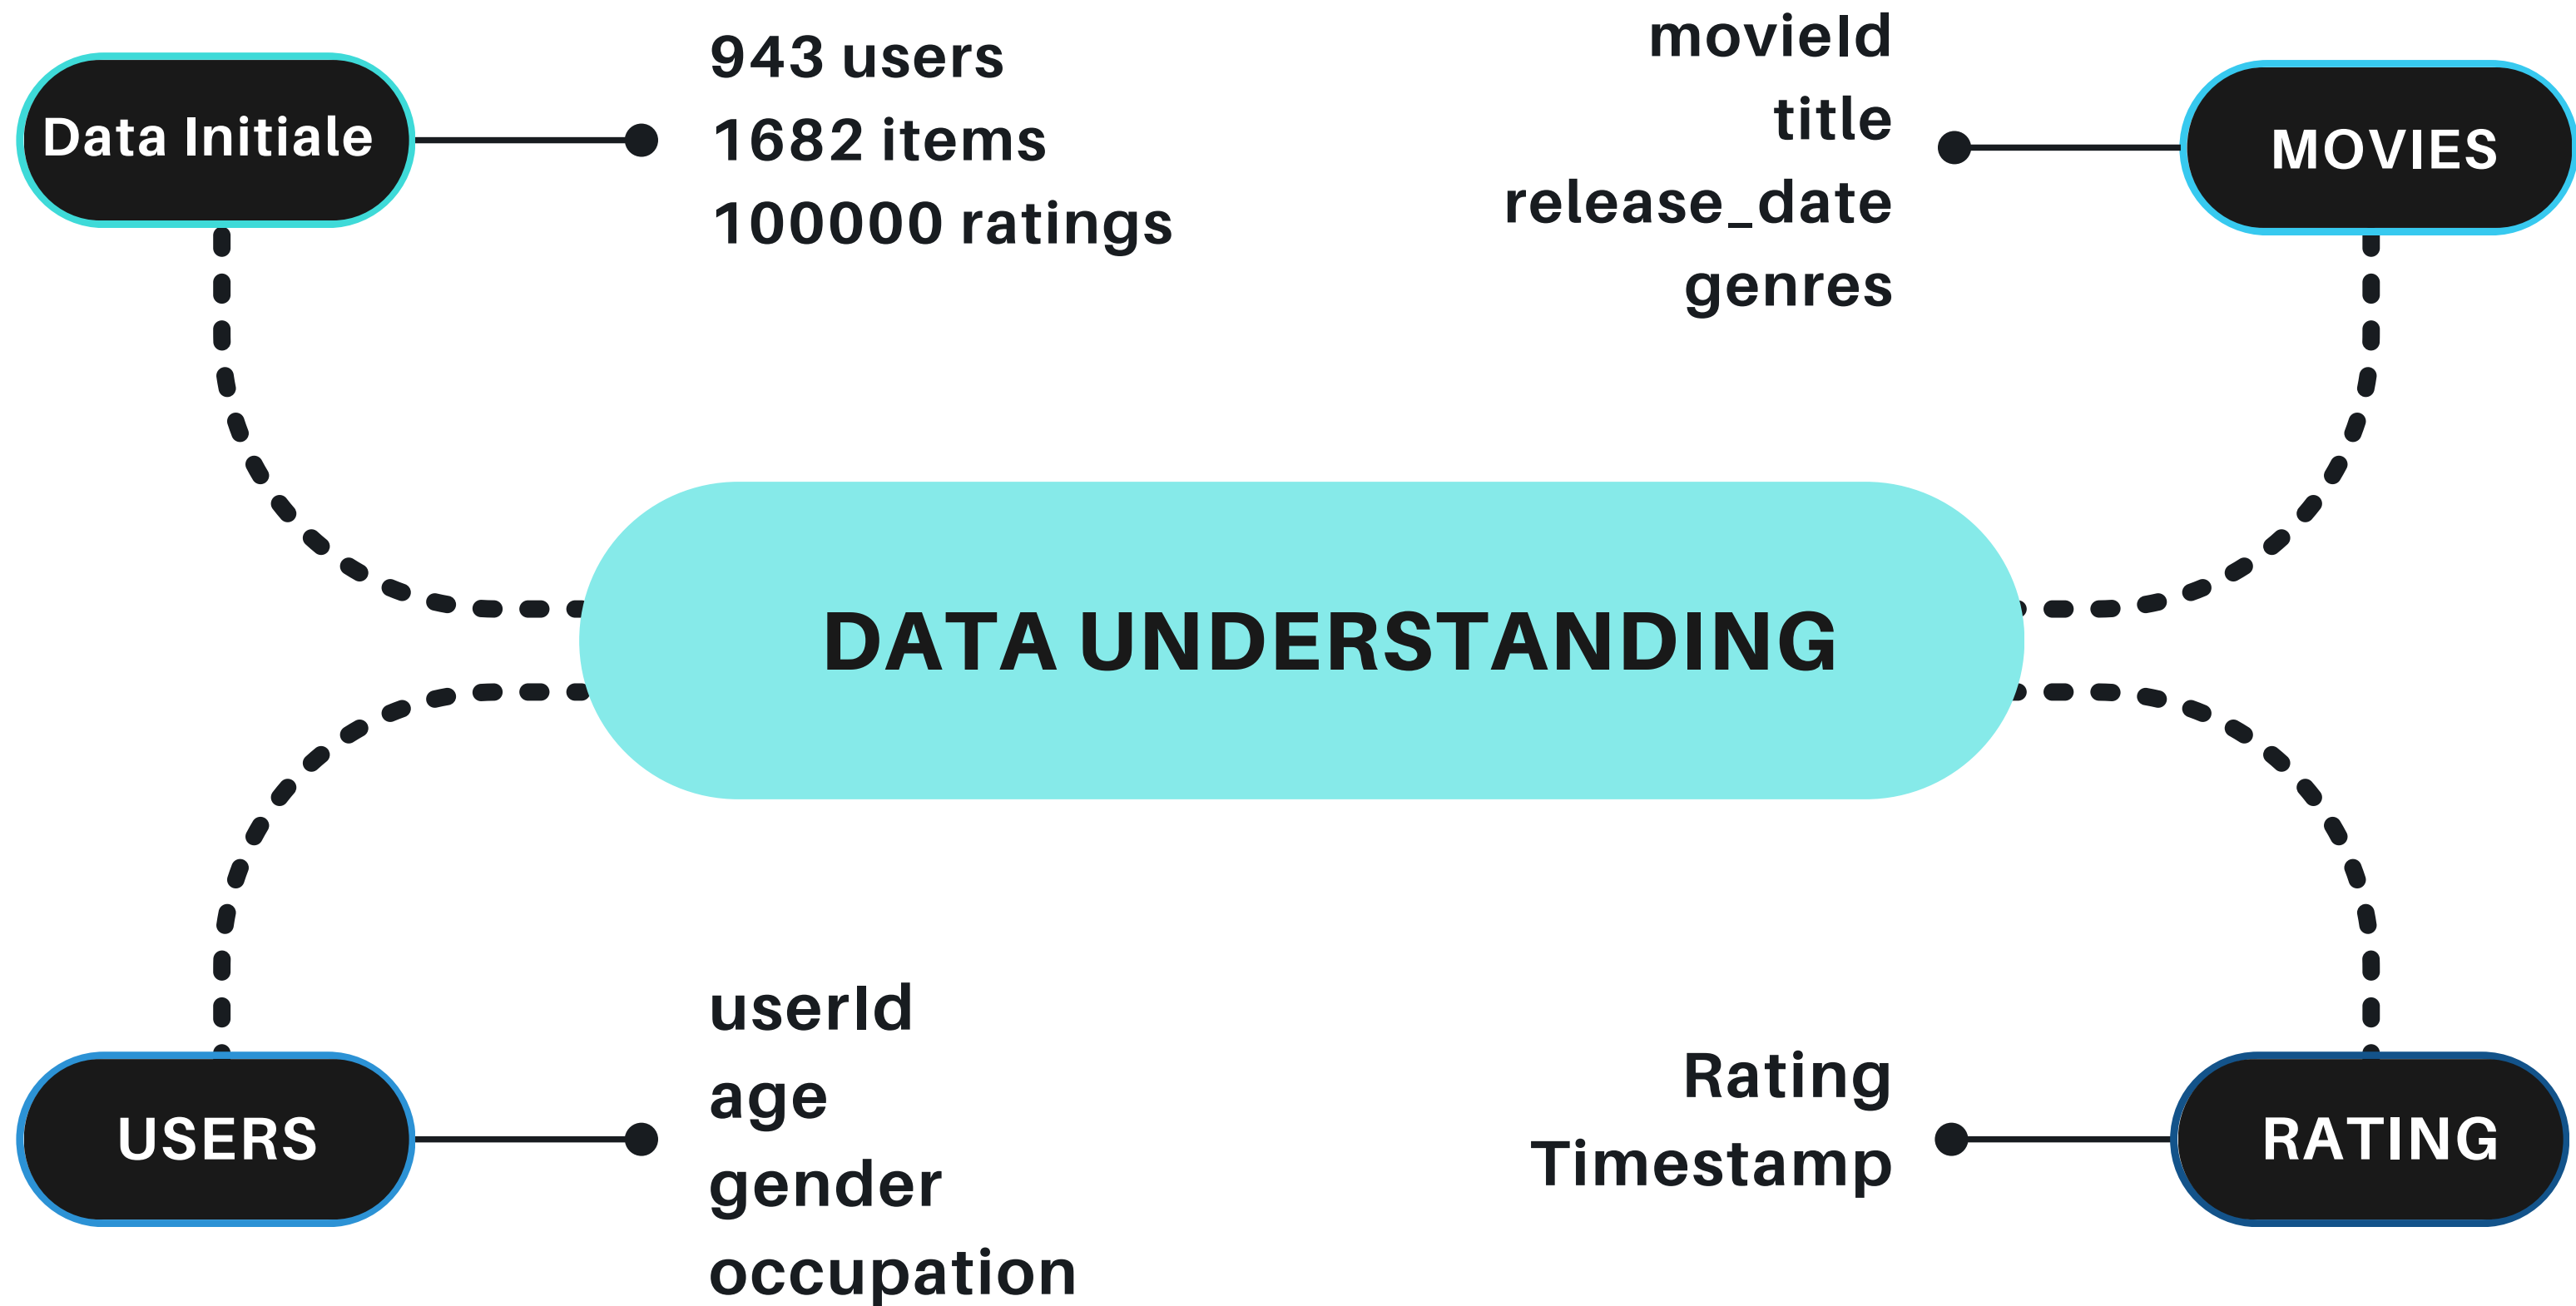 Data Initiale
943 users
1682 items
100000 ratings
movieId
title
release_date
genres
MOVIES
DATA UNDERSTANDING
USERS
userId
age
gender
occupation
Rating
Timestamp
RATING